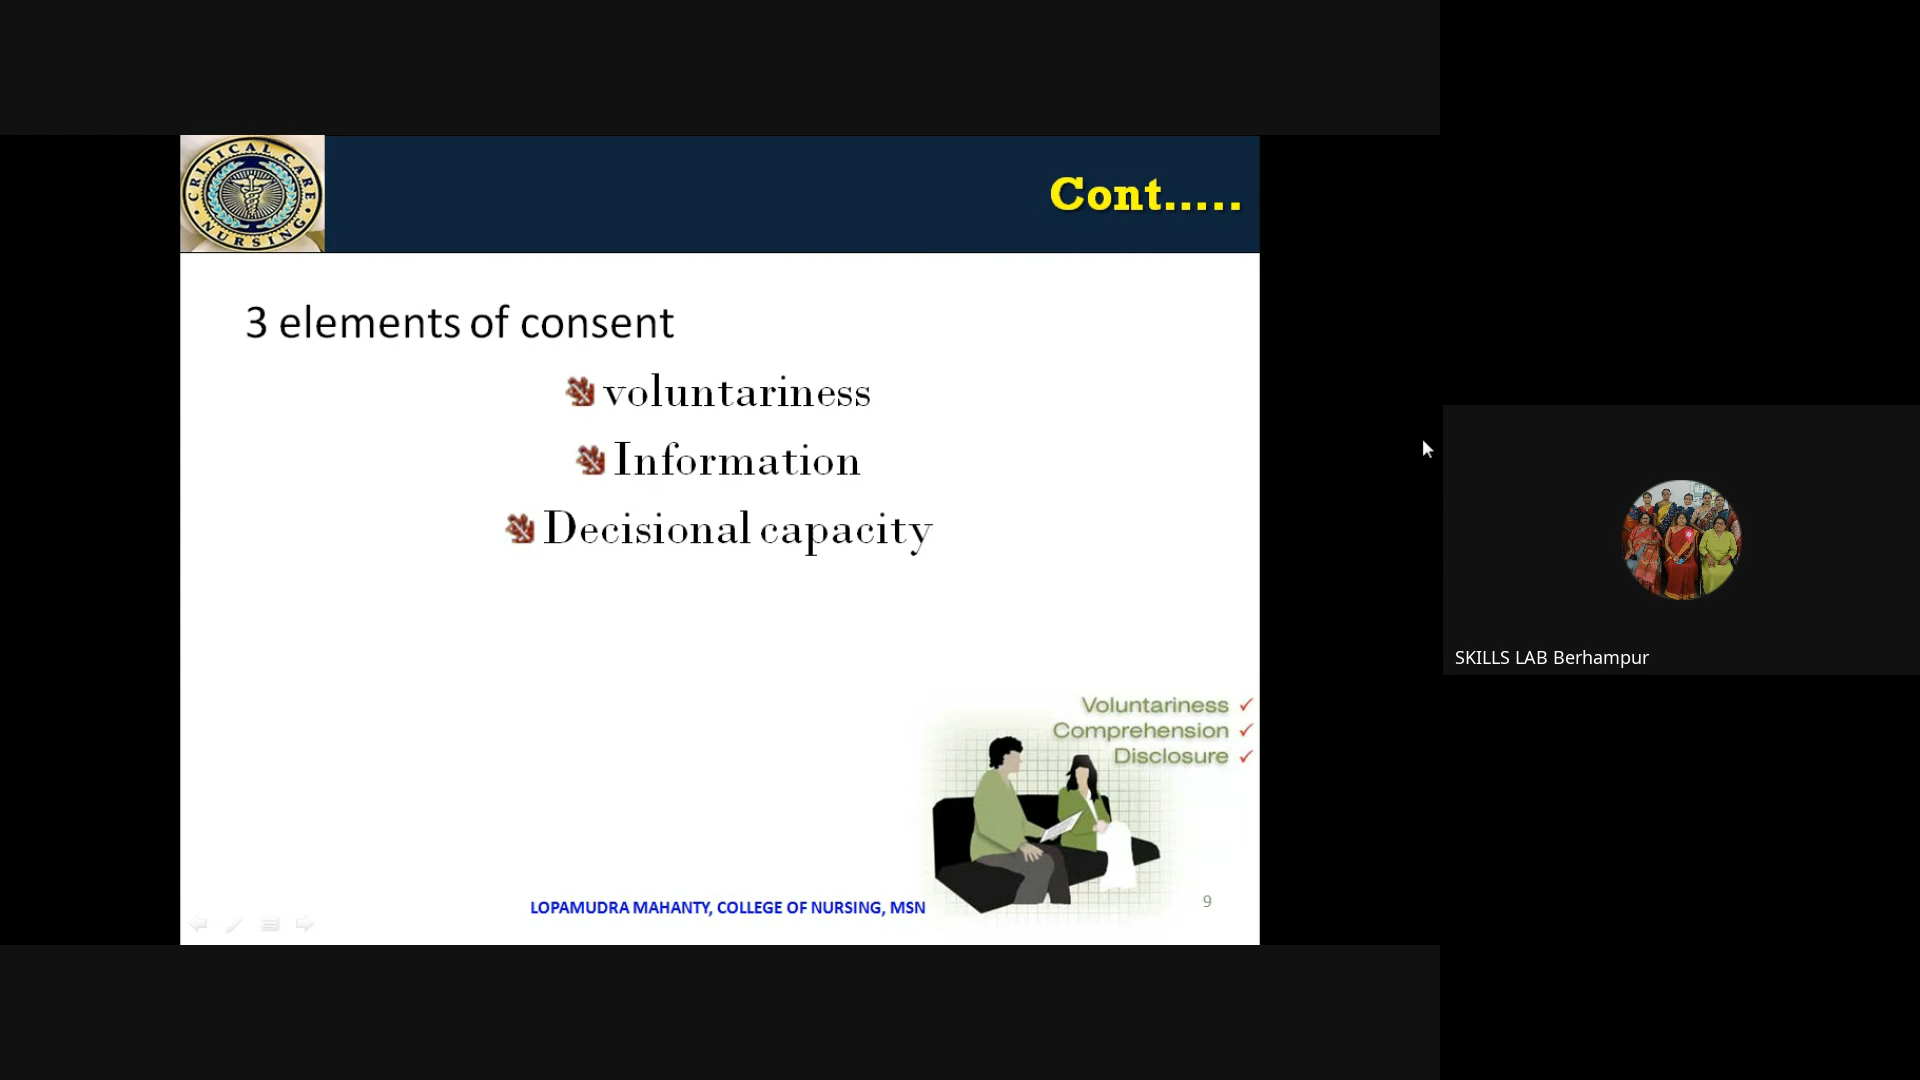 CRITICAL CARE
NURSING
Cont.....
3 elements of consent
voluntariness
Information
Decisional capacity
Voluntariness ✓
Comprehension ✓
Disclosure ✓
LOPAMUDRA MAHANTY, COLLEGE OF NURSING, MSN
9
SKILLS LAB Berhampur